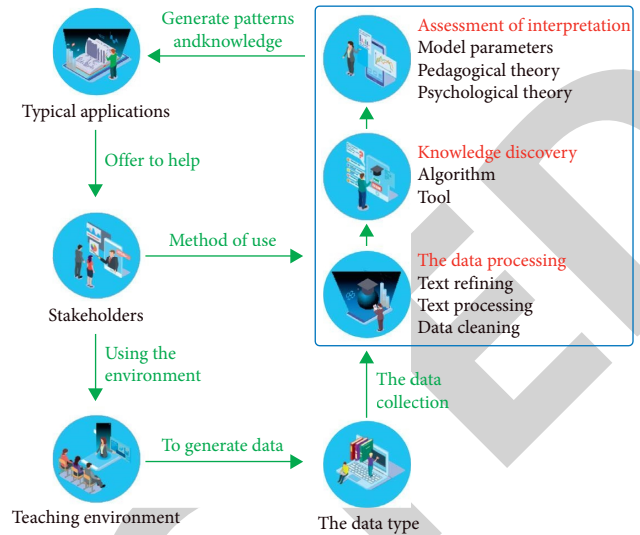 Generate patterns
andknowledge
Typical applications
Assessment of interpretation
Model parameters
Pedagogical theory
Psychological theory
Offer to help
Knowledge discovery
Algorithm
Tool
Method of use
Stakeholders
The data processing
Text refining
Text processing
Data cleaning
Using the
environment
The data
collection
To generate data
Teaching environment
The data type